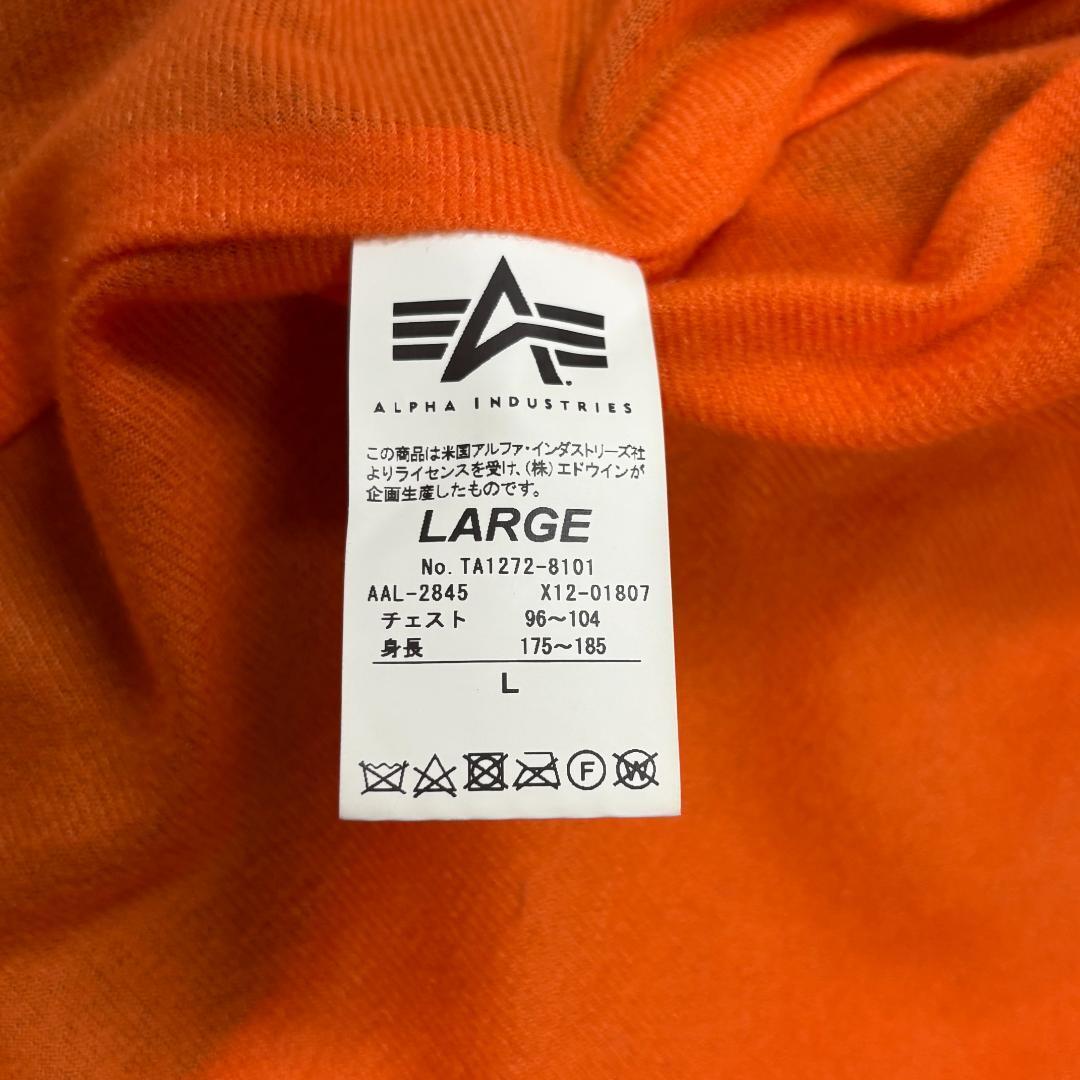 ALPHA INDUSTRIES
この商品は米国アルファ・インダストリーズ社
よりライセンスを受け、(株)エドウインが
企画生産したものです。
LARGE
No. TA1272-8101
AAL-2845 X12-01807
チェスト 96〜104
身長 175〜185
L
F W